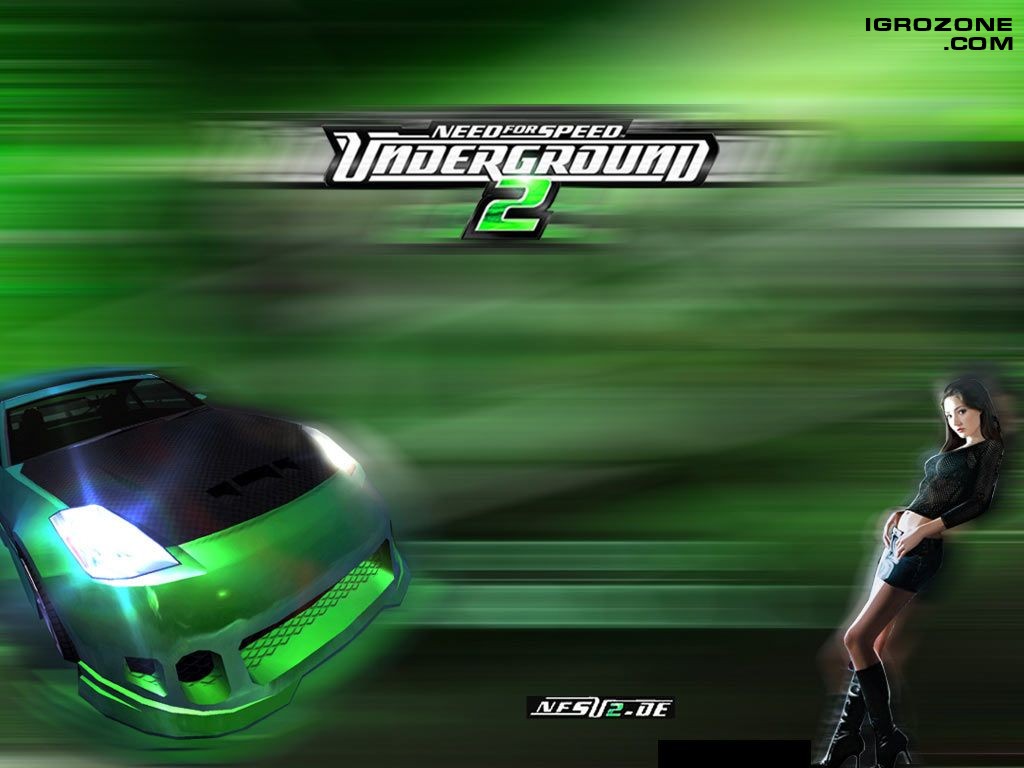 IGROZONE
.COM
NEED FOR SPEED
UNDERGROUND
2
NFSU2.DE